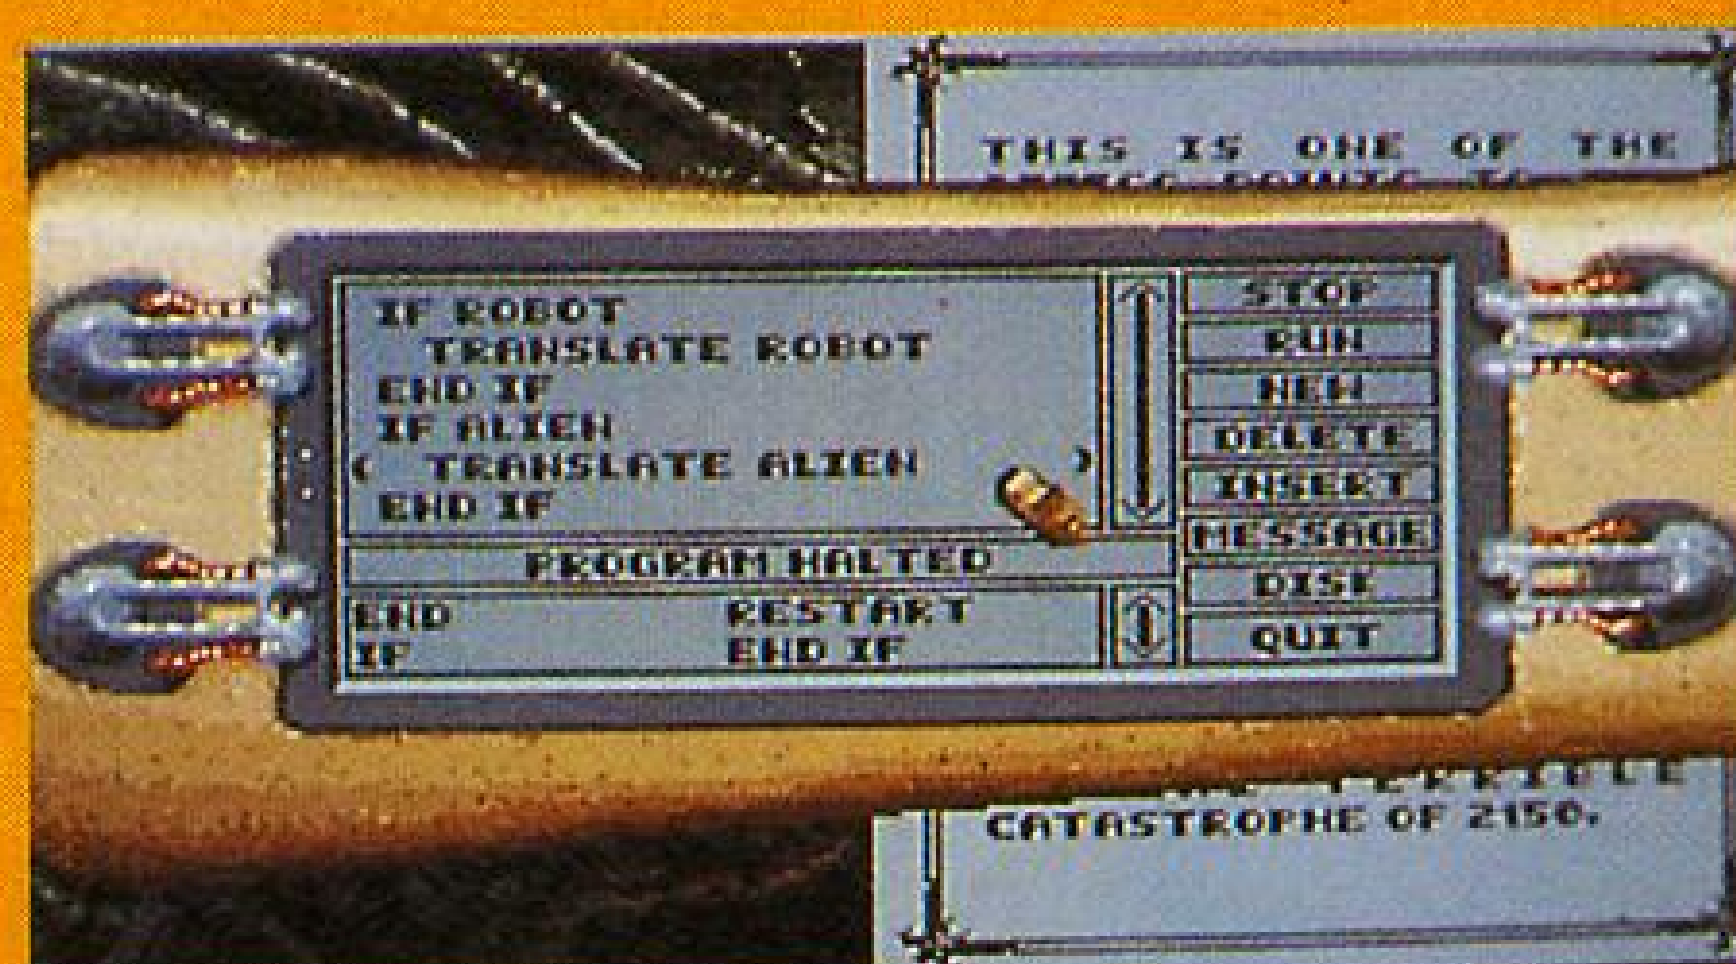 THIS IS ONE OF THE
IF ROBOT
TRANSLATE ROBOT
END IF
IF ALIEN
< TRANSLATE ALIEN >
END IF
PROGRAM HALTED
END RESTART
IF END IF
STOP
RUN
NEW
DELETE
INSERT
MESSAGE
DISK
QUIT
TERRIBLE
CATASTROPHE OF 2150.